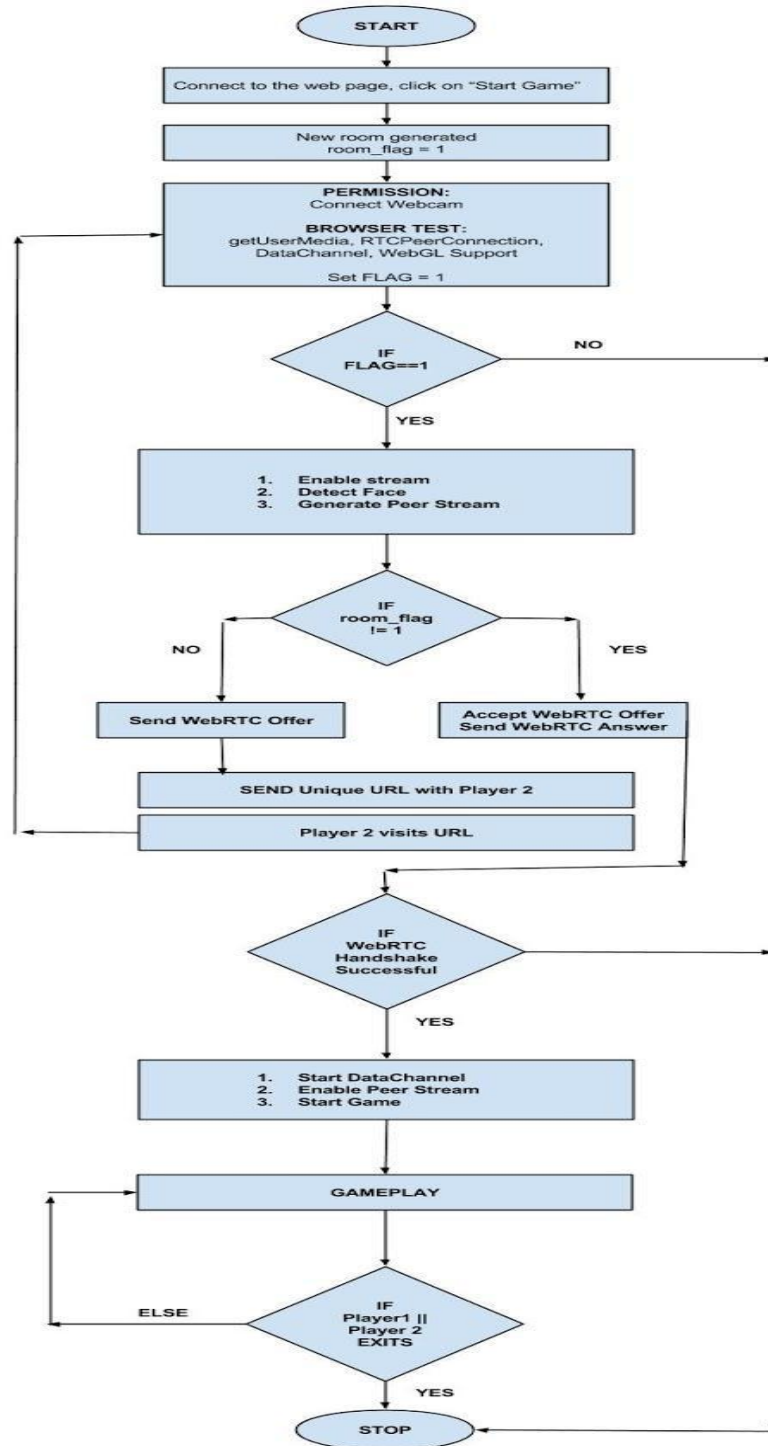 START
Connect to the web page, click on "Start Game"
New room generated
room_flag = 1
PERMISSION:
Connect Webcam
BROWSER TEST:
getUserMedia, RTCPeerConnection,
DataChannel, WebGL Support
Set FLAG = 1
IF
FLAG==1
NO
YES
1. Enable stream
2. Detect Face
3. Generate Peer Stream
IF
room_flag
!= 1
NO
YES
Send WebRTC Offer
Accept WebRTC Offer
Send WebRTC Answer
SEND Unique URL with Player 2
Player 2 visits URL
IF
WebRTC
Handshake
Successful
YES
1. Start DataChannel
2. Enable Peer Stream
3. Start Game
GAMEPLAY
IF
Player1 ||
Player 2
EXITS
ELSE
YES
STOP